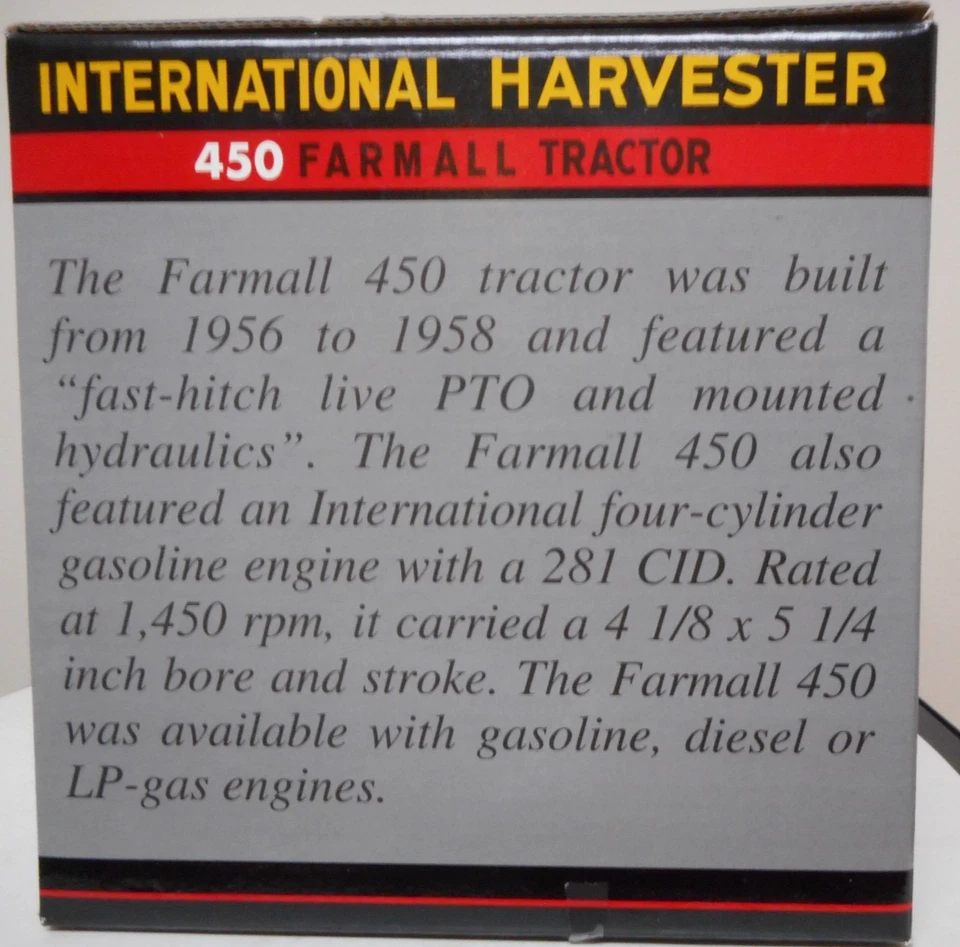 INTERNATIONAL HARVESTER
450 FARMALL TRACTOR
The Farmall 450 tractor was built
from 1956 to 1958 and featured a
“fast-hitch live PTO and mounted
hydraulics”. The Farmall 450 also
featured an International four-cylinder
gasoline engine with a 281 CID. Rated
at 1,450 rpm, it carried a 4 1/8 x 5 1/4
inch bore and stroke. The Farmall 450
was available with gasoline, diesel or
LP-gas engines.